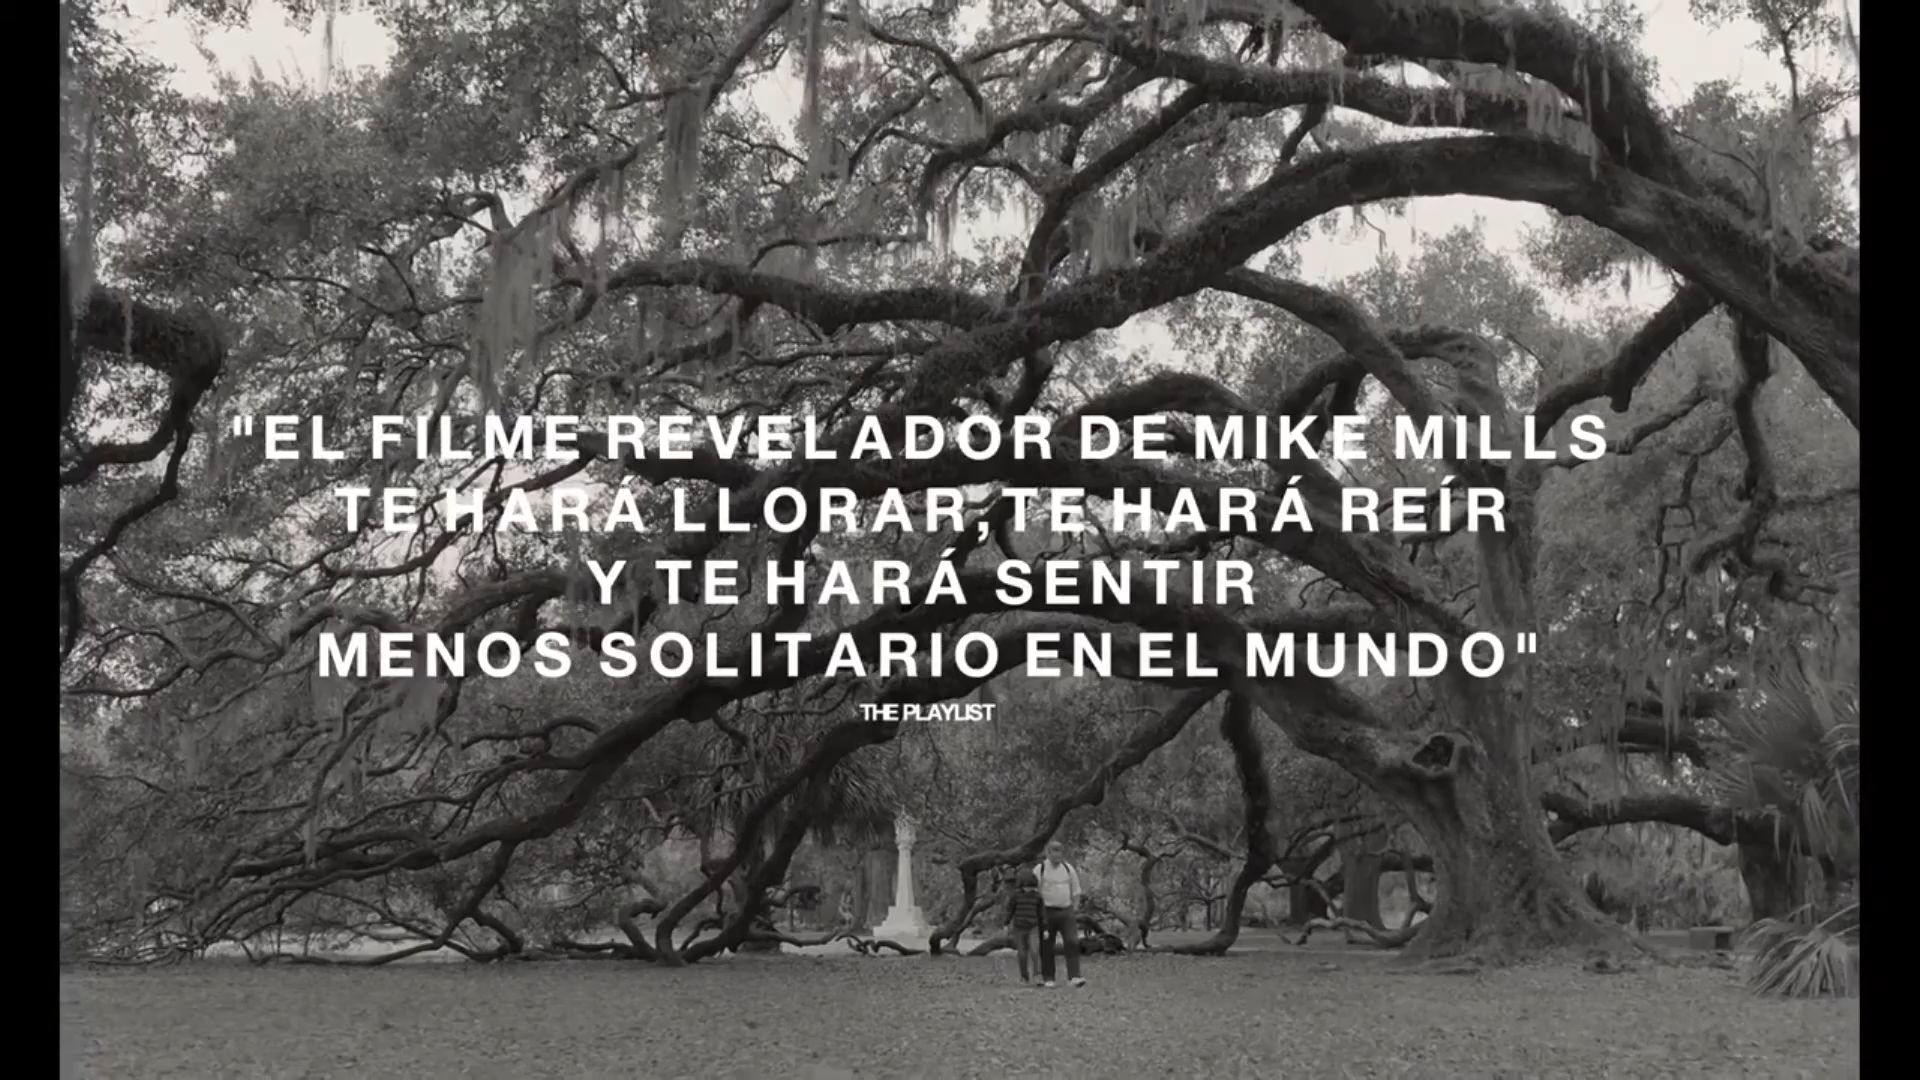 "EL FILME REVELADOR DE MIKE MILLS
TE HARÁ LLORAR,TE HARÁ REÍR
Y TE HARÁ SENTIR
MENOS SOLITARIO EN EL MUNDO"
THE PLAYLIST